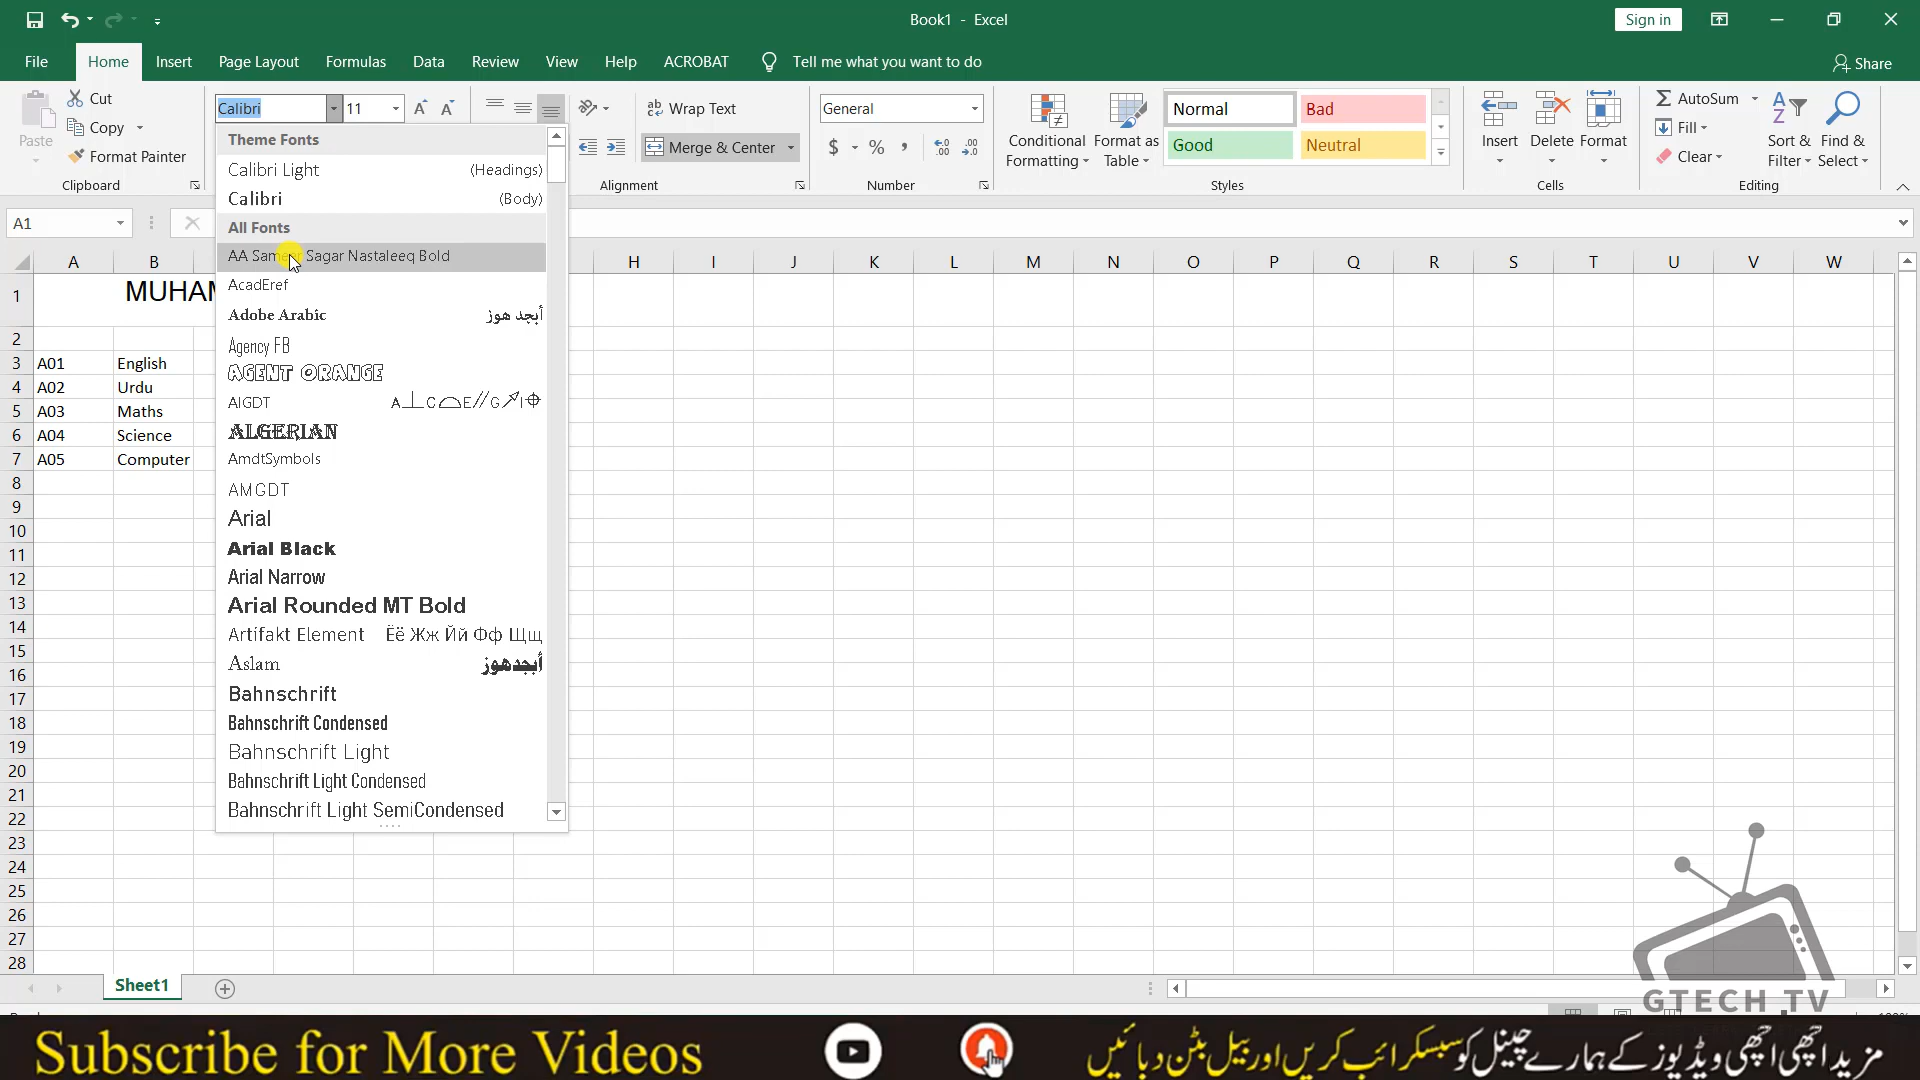 Book1 - Excel
Sign in
File Home Insert Page Layout Formulas Data Review View Help ACROBAT Tell me what you want to do
Share
Paste
Cut
Copy
Format Painter
Clipboard
Calibri 11
Wrap Text
Merge & Center
Alignment
General
$ % ,
Number
Conditional Formatting
Format as Table
Normal Bad
Good Neutral
Styles
Insert Delete Format
Cells
AutoSum
Fill
Clear
Sort & Filter
Find & Select
Editing
Theme Fonts
Calibri Light (Headings)
Calibri (Body)
All Fonts
AA Sameer Sagar Nastaleeq Bold
AcadEref
Adobe Arabic أبجد هوز
Agency FB
AGENT ORANGE
AIGDT
ALGERIAN
AmdtSymbols
AMGDT
Arial
Arial Black
Arial Narrow
Arial Rounded MT Bold
Artifakt Element Ёё Жж Йй Фф Щщ
Aslam أبجدهوز
Bahnschrift
Bahnschrift Condensed
Bahnschrift Light
Bahnschrift Light Condensed
Bahnschrift Light SemiCondensed
A1
A B H I J K L M N O P Q R S T U V W
1 MUHAM
2
3 A01 English
4 A02 Urdu
5 A03 Maths
6 A04 Science
7 A05 Computer
8
9
10
11
12
13
14
15
16
17
18
19
20
21
22
23
24
25
26
27
28
Sheet1
GTECH TV
Subscribe for More Videos
مزید اچھی اچھی ویڈیوز کے ہمارے چینل کو سبسکرائب کریں اور بیل بٹن دبائیں